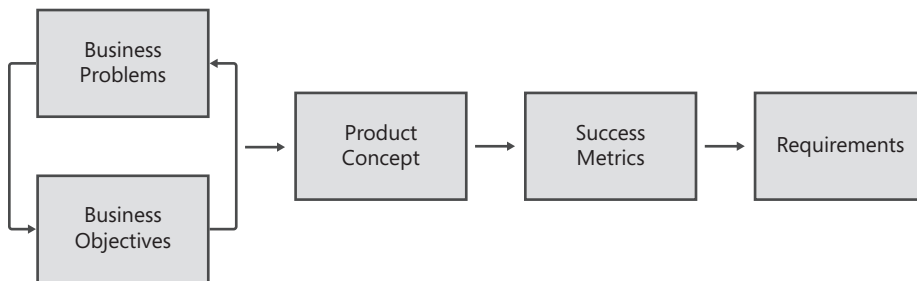 Business
Problems
Business
Objectives
Product
Concept
Success
Metrics
Requirements